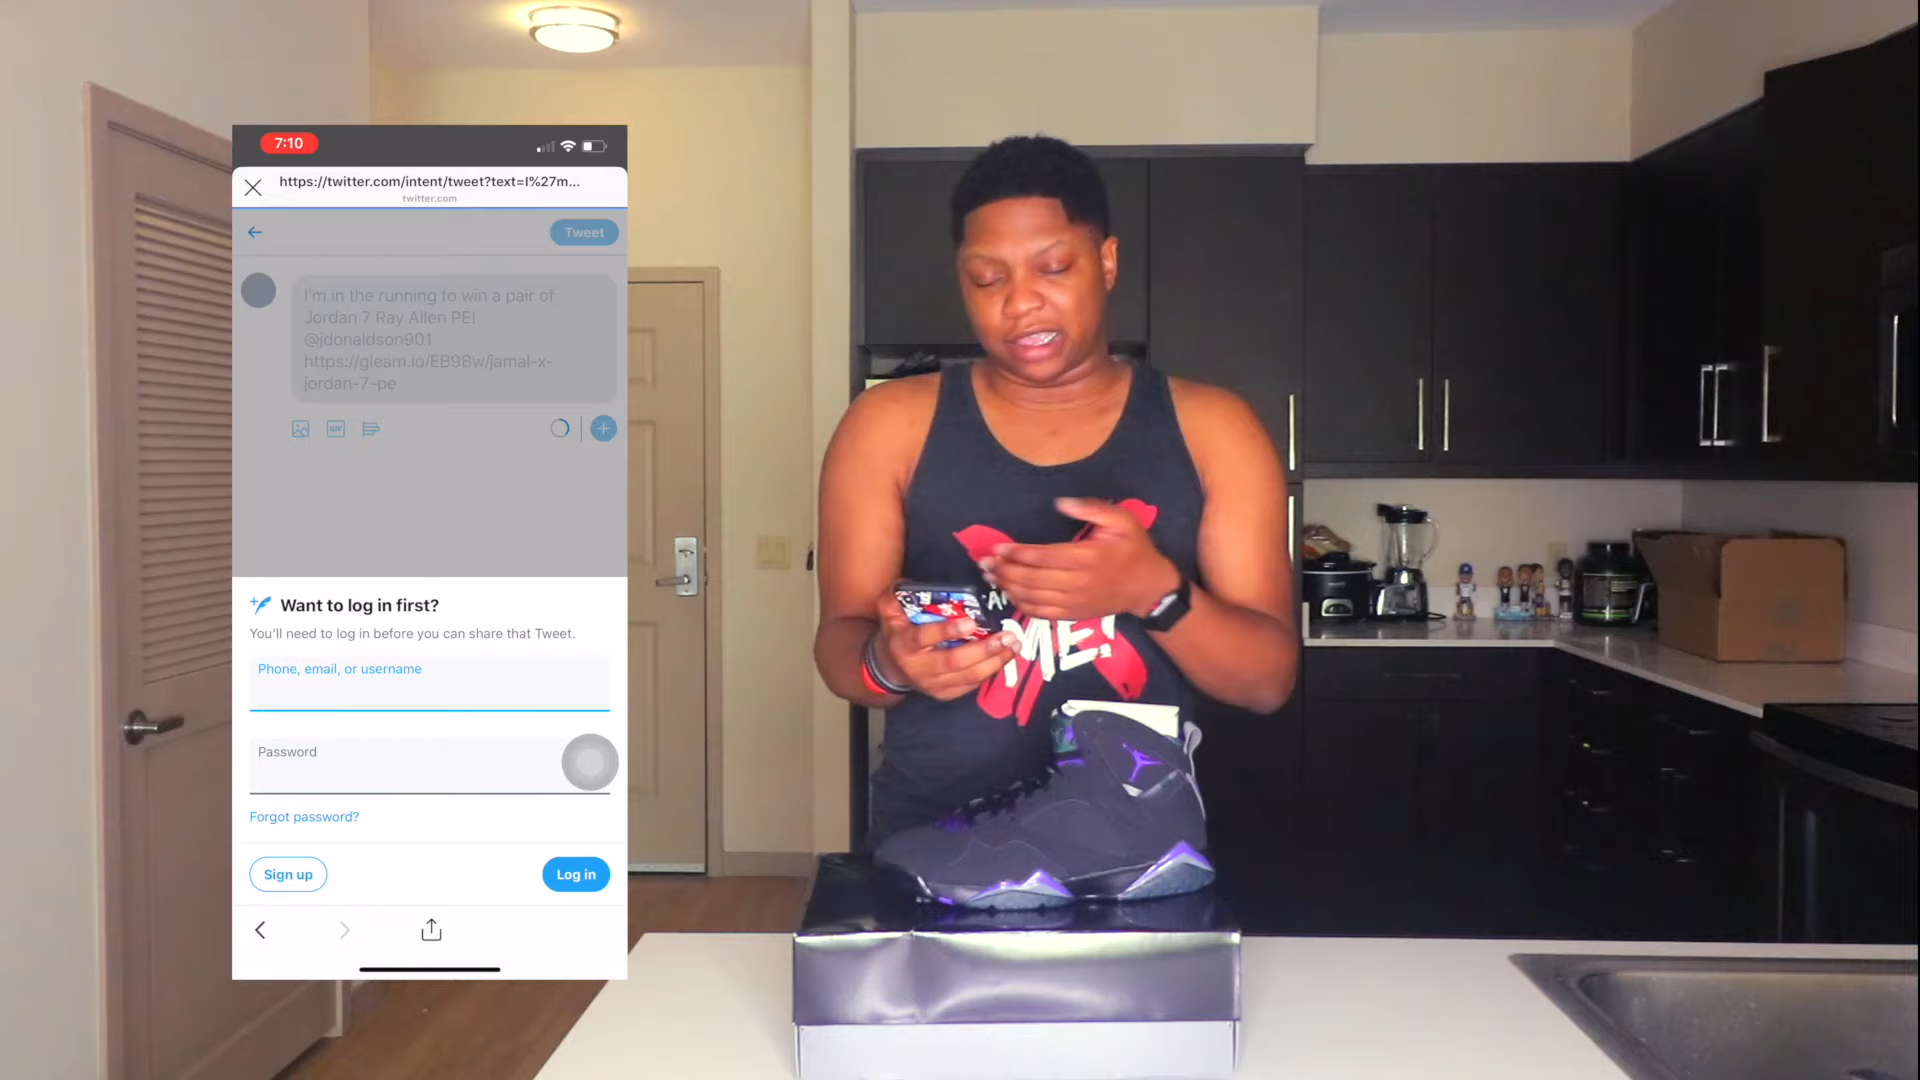 7:10
https://twitter.com/intent/tweet?text=I%27m...
twitter.com
Tweet
I'm in the running to win a pair of
Jordan 7 Ray Allen PE!
@jdonaldson901
https://gleam.io/EB9Bw/jamal-x-
jordan-7-pe
GIF
Want to log in first?
You'll need to log in before you can share that Tweet.
Phone, email, or username
Password
Forgot password?
Sign up
Log in
ME!